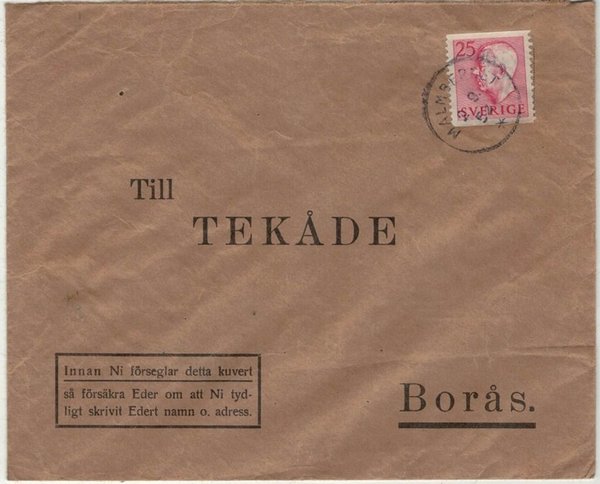 25
SVERIGE
MALMBERGET
Till
TEKÅDE
Innan Ni förseglar detta kuvert
så försäkra Eder om att Ni tyd-
ligt skrivit Edert namn o. adress.
Borås.